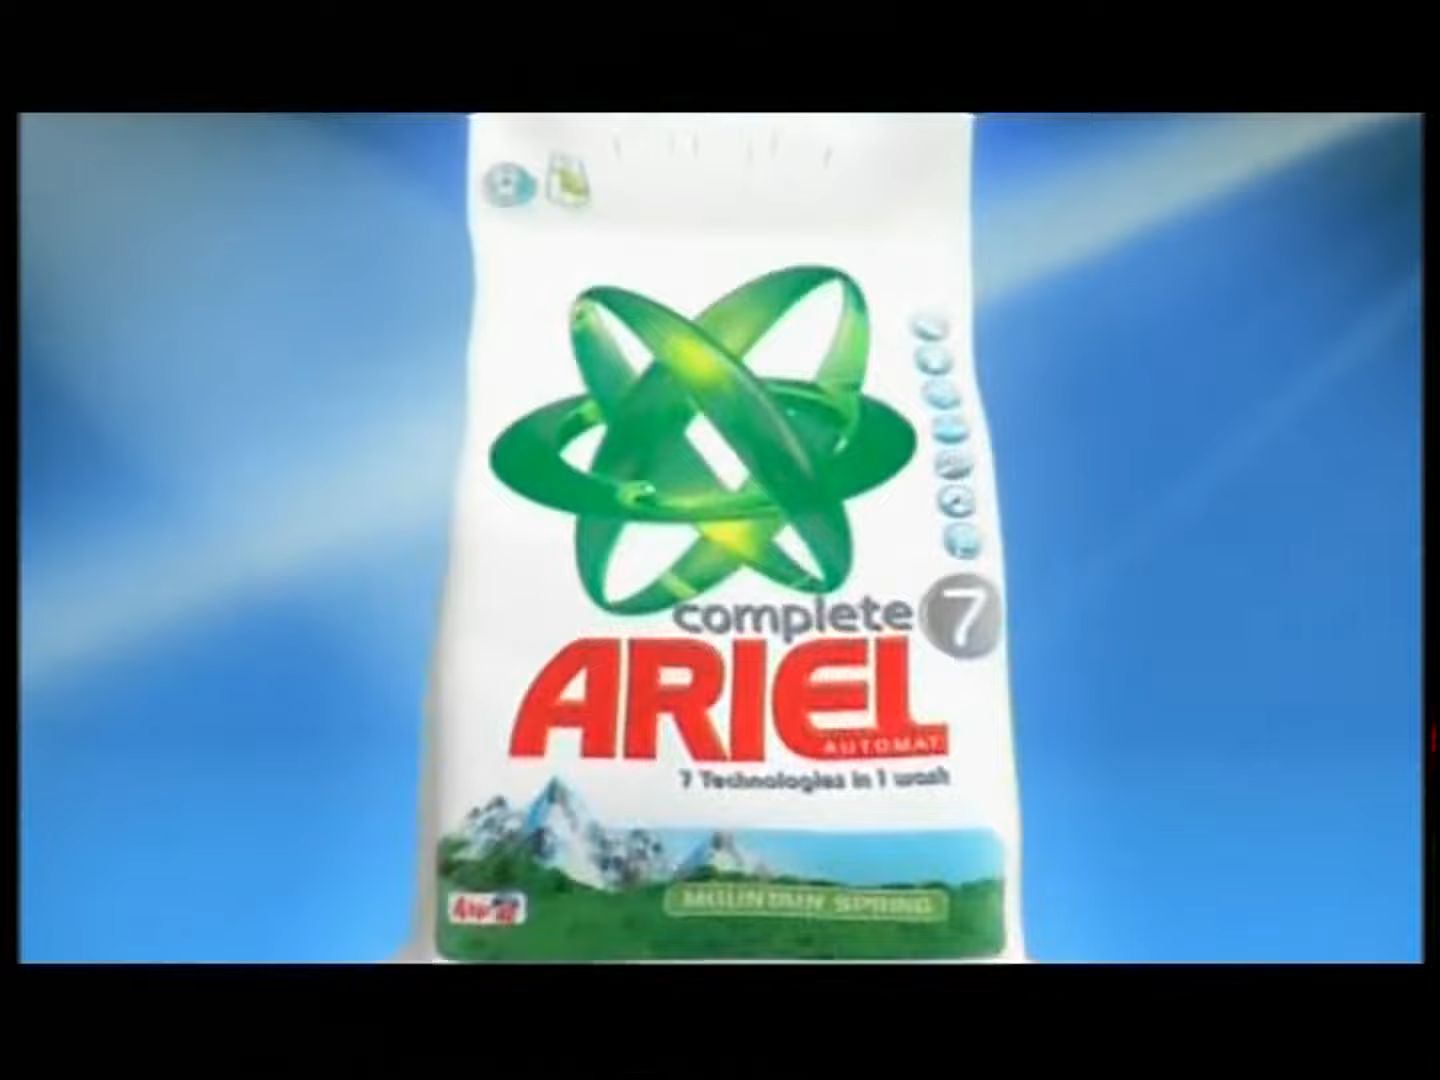 complete 7
ARIEL
AUTOMAT
7 Technologies in 1 wash
MOUNTAIN SPRING